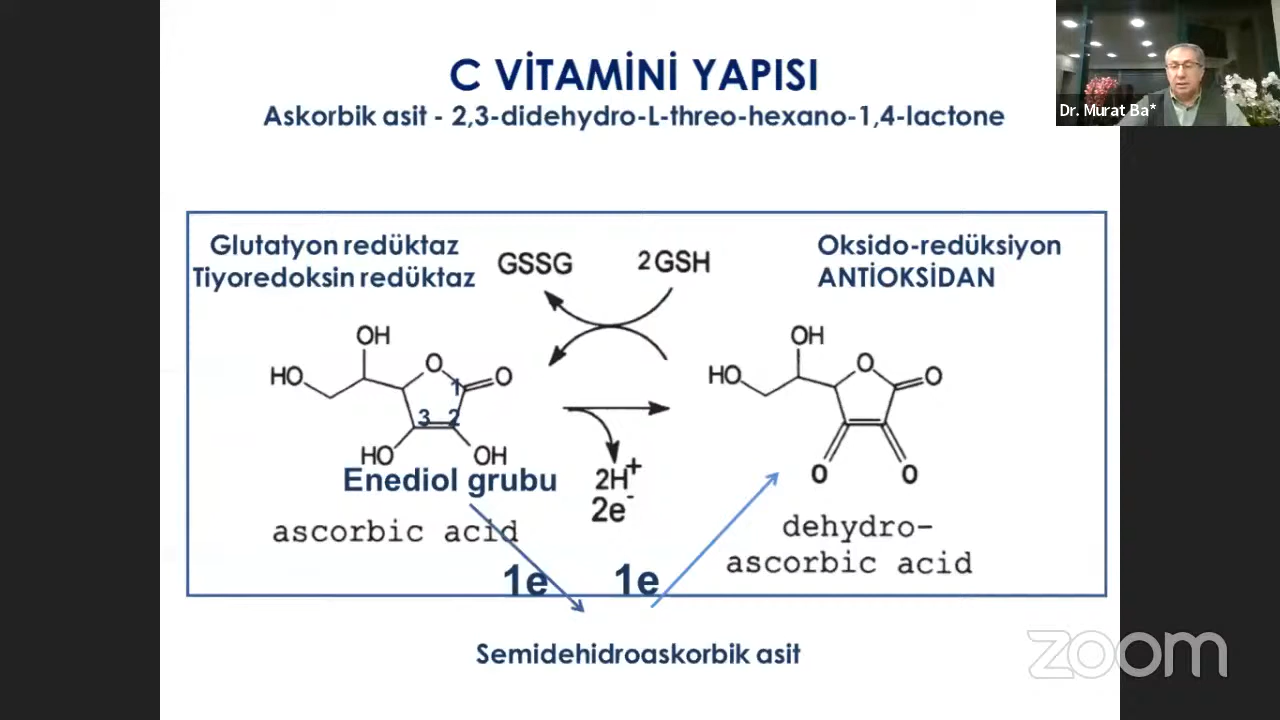 C VİTAMİNİ YAPISI
Askorbik asit - 2,3-didehydro-L-threo-hexano-1,4-lactone
Dr. Murat Ba*
Glutatyon redüktaz
Tiyoredoksin redüktaz
GSSG
2GSH
Oksido-redüksiyon
ANTİOKSİDAN
OH
HO
O
O
1
3
2
HO
OH
Enediol grubu
ascorbic acid
2H+
2e-
OH
HO
O
O
O
O
dehydro-
ascorbic acid
1e
1e
Semidehidroaskorbik asit
zoom